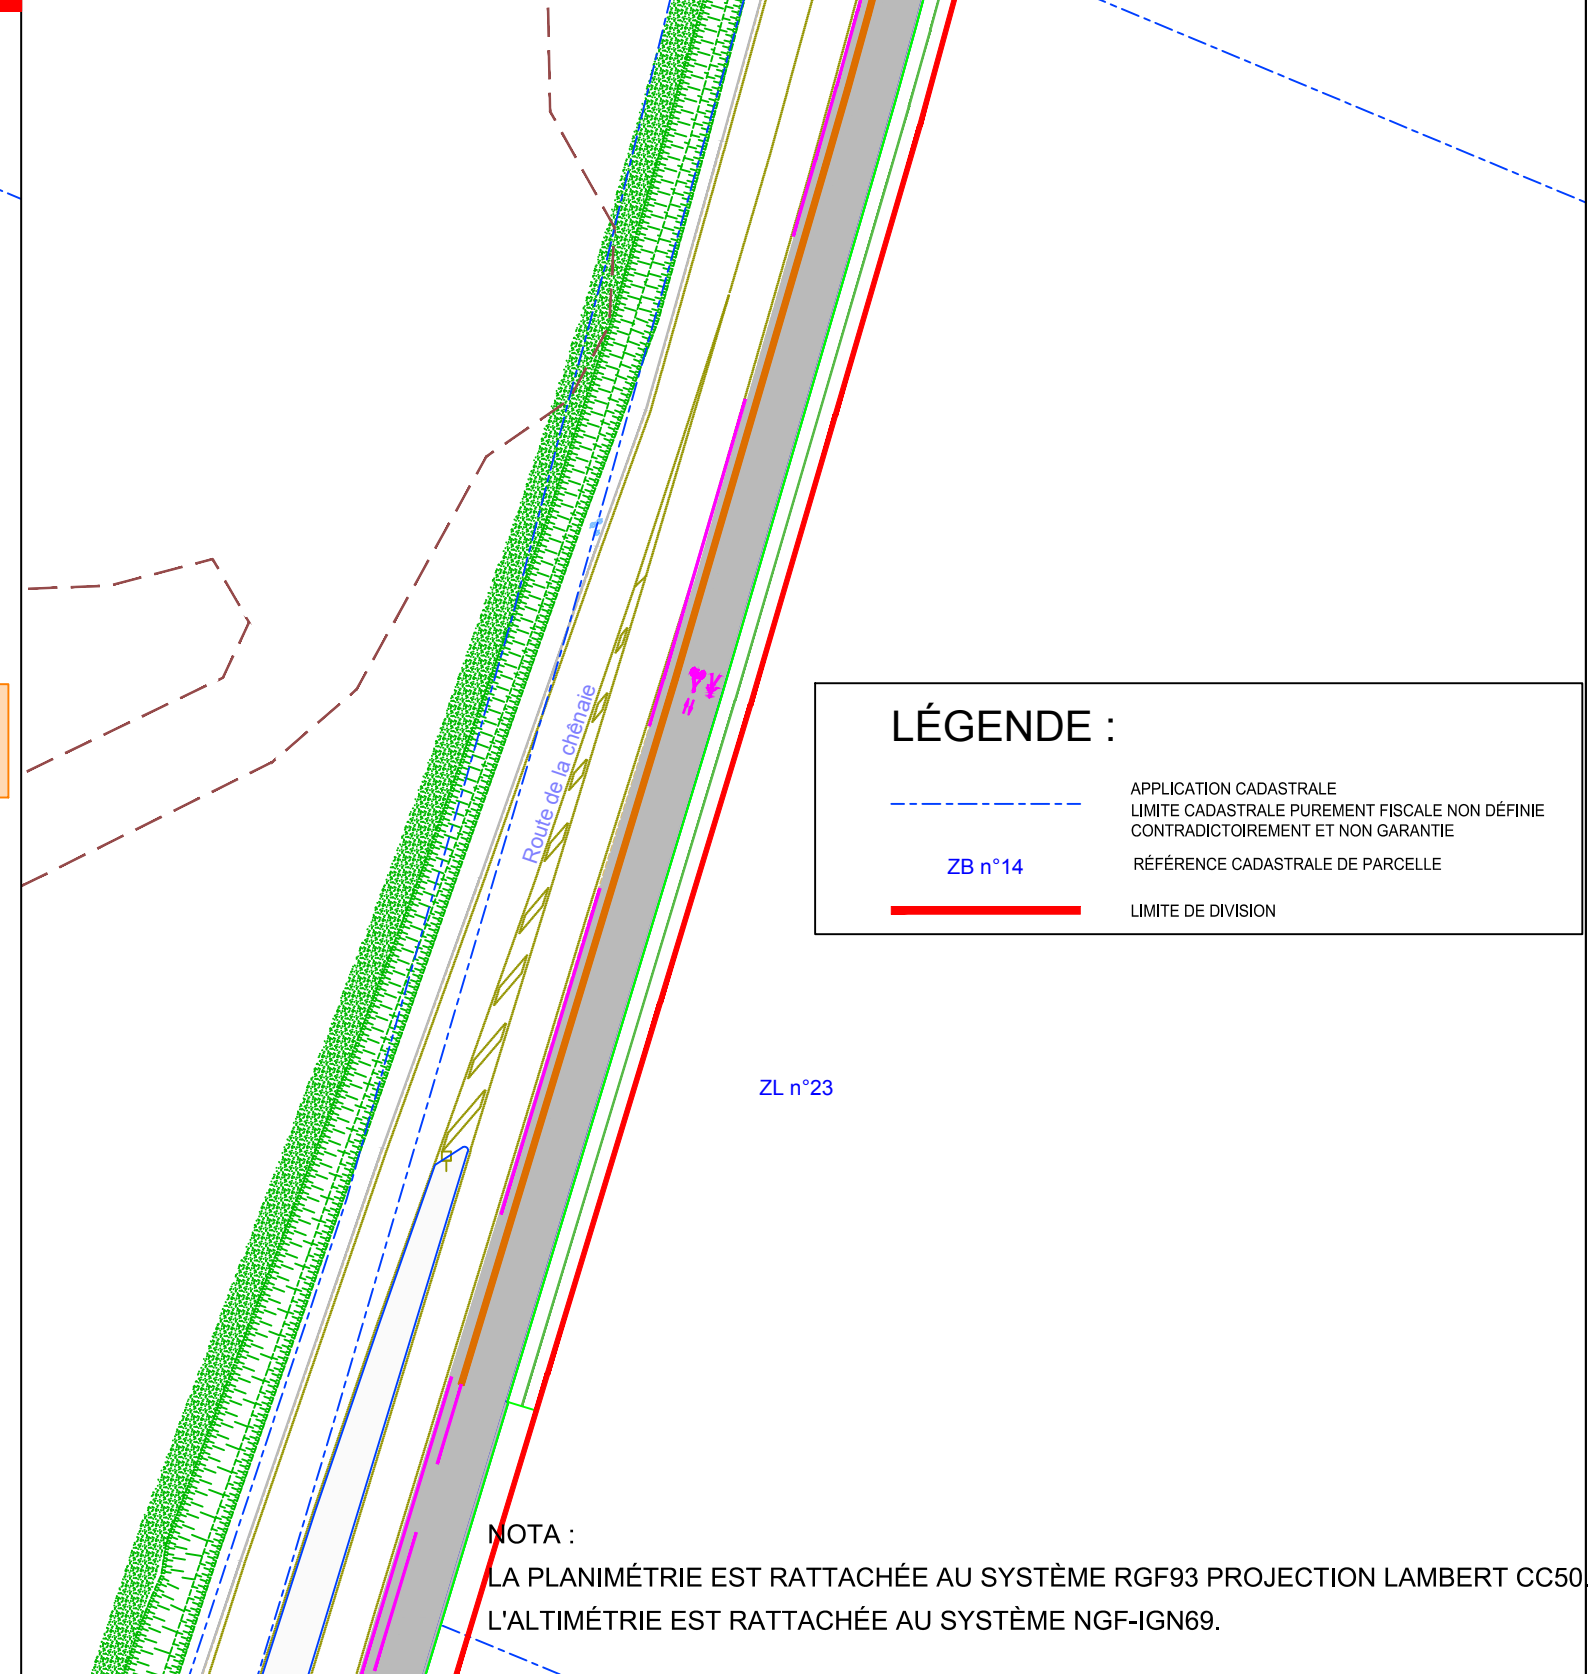 Route de la chênaie
LÉGENDE :
APPLICATION CADASTRALE
LIMITE CADASTRALE PUREMENT FISCALE NON DÉFINIE
CONTRADICTOIREMENT ET NON GARANTIE
ZB n°14
RÉFÉRENCE CADASTRALE DE PARCELLE
LIMITE DE DIVISION
ZL n°23
NOTA :
LA PLANIMÉTRIE EST RATTACHÉE AU SYSTÈME RGF93 PROJECTION LAMBERT CC50.
L'ALTIMÉTRIE EST RATTACHÉE AU SYSTÈME NGF-IGN69.